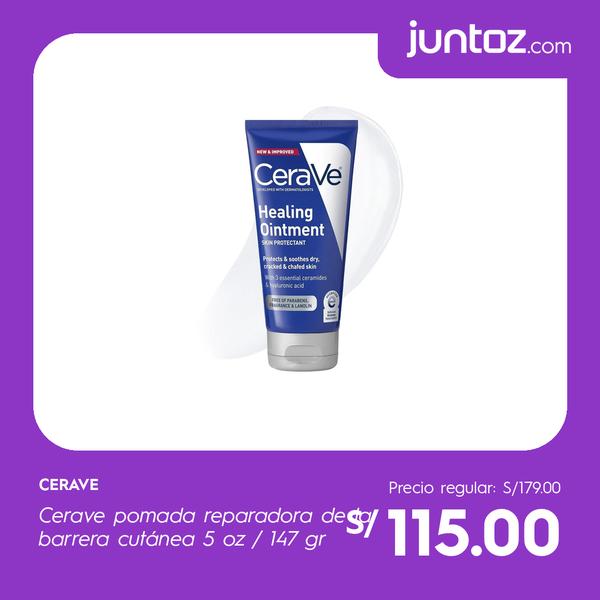 juntoz.com
NEW & IMPROVED
CeraVe
DEVELOPED WITH DERMATOLOGISTS
Healing
Ointment
SKIN PROTECTANT
Protects & soothes dry,
cracked & chafed skin
With 3 essential ceramides
& hyaluronic acid
FREE OF PARABENS,
FRAGRANCE & LANOLIN
CERAVE
Precio regular: S/179.00
Cerave pomada reparadora de la
barrera cutánea 5 oz / 147 gr
S/ 115.00